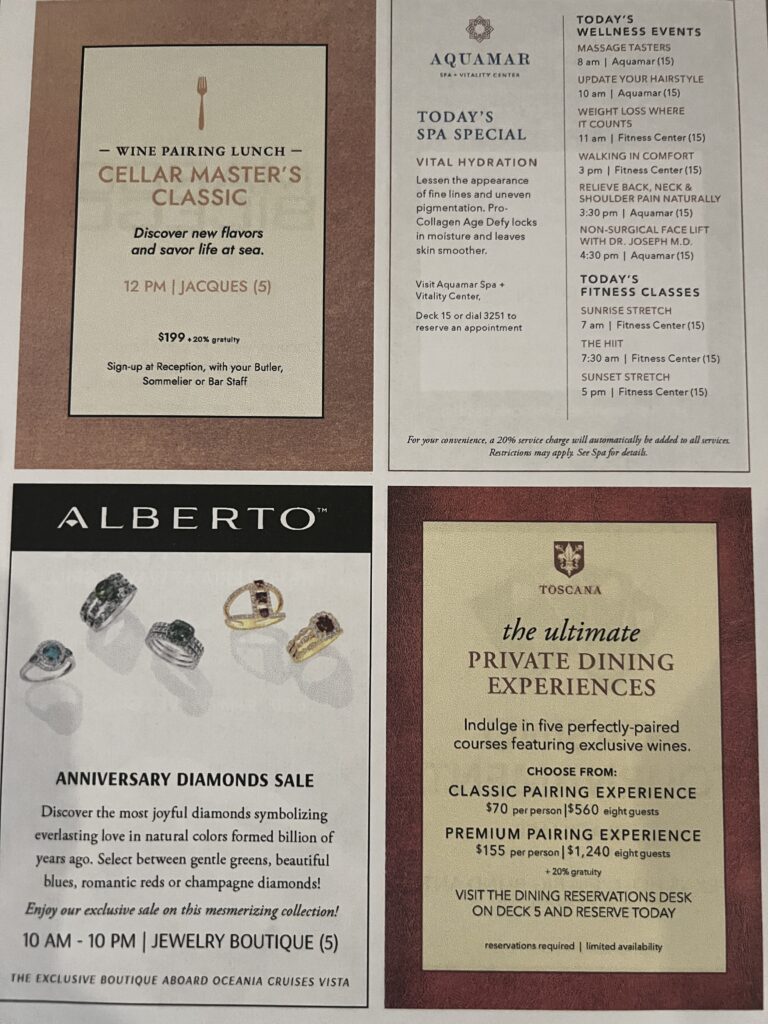 — WINE PAIRING LUNCH —
CELLAR MASTER'S
CLASSIC
Discover new flavors
and savor life at sea.
12 PM | JACQUES (5)
$199 + 20% gratuity
Sign-up at Reception, with your Butler,
Sommelier or Bar Staff
AQUAMAR
SPA + VITALITY CENTER
TODAY'S
SPA SPECIAL
VITAL HYDRATION
Lessen the appearance
of fine lines and uneven
pigmentation. Pro-
Collagen Age Defy locks
in moisture and leaves
skin smoother.
Visit Aquamar Spa +
Vitality Center,
Deck 15 or dial 3251 to
reserve an appointment
TODAY'S
WELLNESS EVENTS
MASSAGE TASTERS
8 am | Aquamar (15)
UPDATE YOUR HAIRSTYLE
10 am | Aquamar (15)
WEIGHT LOSS WHERE
IT COUNTS
11 am | Fitness Center (15)
WALKING IN COMFORT
3 pm | Fitness Center (15)
RELIEVE BACK, NECK &
SHOULDER PAIN NATURALLY
3:30 pm | Aquamar (15)
NON-SURGICAL FACE LIFT
WITH DR. JOSEPH M.D.
4:30 pm | Aquamar (15)
TODAY'S
FITNESS CLASSES
SUNRISE STRETCH
7 am | Fitness Center (15)
THE HIIT
7:30 am | Fitness Center (15)
SUNSET STRETCH
5 pm | Fitness Center (15)
For your convenience, a 20% service charge will automatically be added to all services.
Restrictions may apply. See Spa for details.
ALBERTO™
ANNIVERSARY DIAMONDS SALE
Discover the most joyful diamonds symbolizing
everlasting love in natural colors formed billion of
years ago. Select between gentle greens, beautiful
blues, romantic reds or champagne diamonds!
Enjoy our exclusive sale on this mesmerizing collection!
10 AM - 10 PM | JEWELRY BOUTIQUE (5)
THE EXCLUSIVE BOUTIQUE ABOARD OCEANIA CRUISES VISTA
TOSCANA
the ultimate
PRIVATE DINING
EXPERIENCES
Indulge in five perfectly-paired
courses featuring exclusive wines.
CHOOSE FROM:
CLASSIC PAIRING EXPERIENCE
$70 per person | $560 eight guests
PREMIUM PAIRING EXPERIENCE
$155 per person | $1,240 eight guests
+ 20% gratuity
VISIT THE DINING RESERVATIONS DESK
ON DECK 5 AND RESERVE TODAY
reservations required | limited availability